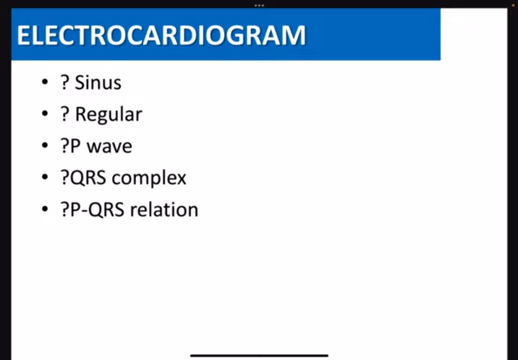 ELECTROCARDIOGRAM
• ? Sinus
• ? Regular
• ?P wave
• ?QRS complex
• ?P-QRS relation